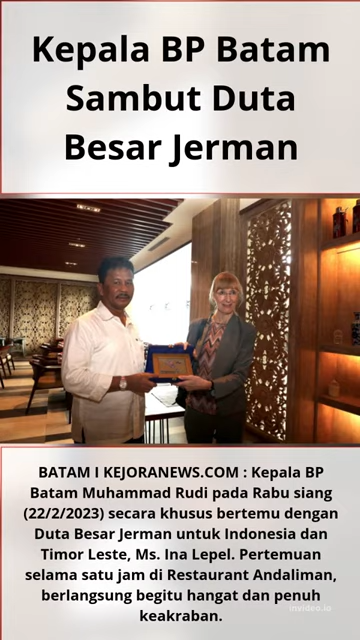 Kepala BP Batam
Sambut Duta
Besar Jerman
BATAM I KEJORANEWS.COM : Kepala BP
Batam Muhammad Rudi pada Rabu siang
(22/2/2023) secara khusus bertemu dengan
Duta Besar Jerman untuk Indonesia dan
Timor Leste, Ms. Ina Lepel. Pertemuan
selama satu jam di Restaurant Andaliman,
berlangsung begitu hangat dan penuh
keakraban.
invideo.io